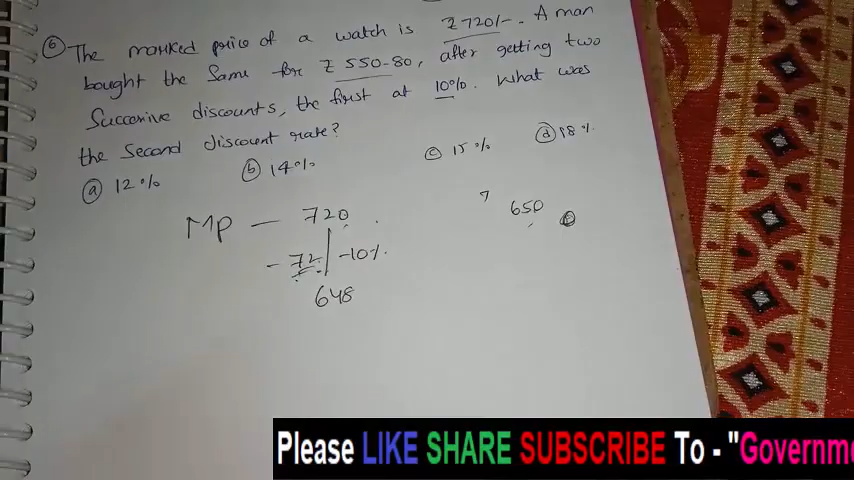 ⑥ The marked price of a watch is ₹720/-. A man
bought the same for ₹ 550-80, after getting two
Successive discounts, the first at 10%. What was
the second discount rate?
ⓐ 12% ⓑ 14% ⓒ 15% ⓓ 18%
MP — 720
- 72 -10%
648
7 650
Please LIKE SHARE SUBSCRIBE To - "Governme